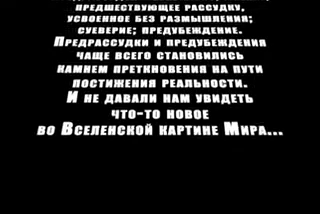 ПРЕДШЕСТВУЮЩЕЕ РАССУДКУ,
УСВОЕННОЕ БЕЗ РАЗМЫШЛЕНИЯ;
СУЕВЕРИЕ; ПРЕДУБЕЖДЕНИЕ.
ПРЕДРАССУДКИ И ПРЕДУБЕЖДЕНИЯ
ЧАЩЕ ВСЕГО СТАНОВИЛИСЬ
КАМНЕМ ПРЕТКНОВЕНИЯ НА ПУТИ
ПОСТИЖЕНИЯ РЕАЛЬНОСТИ.
И НЕ ДАВАЛИ НАМ УВИДЕТЬ
ЧТО-ТО НОВОЕ
ВО ВСЕЛЕНСКОЙ КАРТИНЕ МИРА...